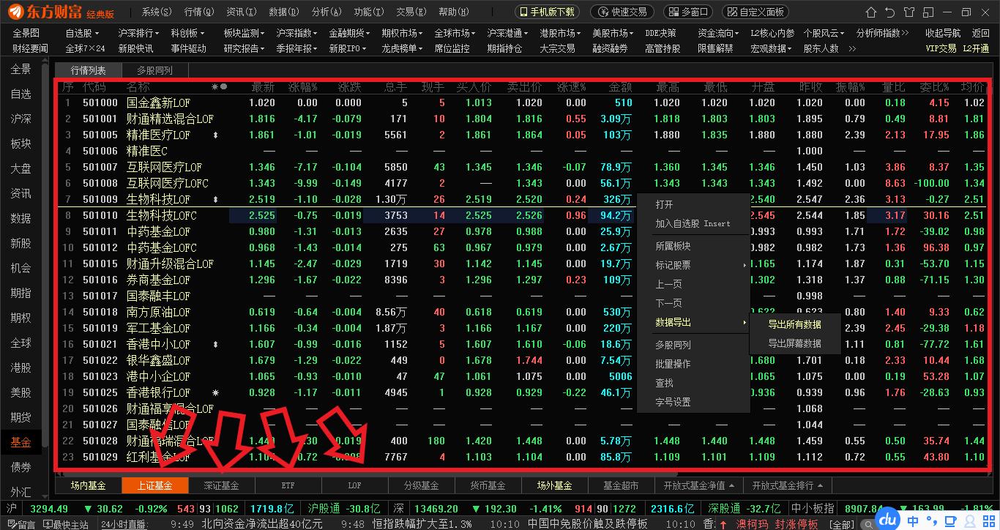 东方财富 经典版 系统(S) 行情(Q) 资讯(I) 数据(D) 分析(A) 功能(T) 交易(E) 帮助(H) 手机版下载 快速交易 多窗口 自定义面板
全景图 自选股 沪深排行 科创板 板块监测 沪深指数 金融期货 期权市场 全球市场 沪深港通 港股市场 美股市场 DDE决策 资金流向 L2核心内参 个股风云 分析师指数 收起导航 返回
财经要闻 全球7×24 新股快讯 事件驱动 研究报告 季报年报 新股IPO 龙虎榜单 席位监控 期指持仓 大宗交易 融资融券 高管持股 限售解禁 宏观数据 股东人数 VIP交易 L2开通
全景
自选
沪深
板块
大盘
资讯
数据
新股
机会
期指
期权
全球
港股
美股
期货
基金
债券
外汇
行情列表 多股同列
序 代码 名称 最新 涨幅% 涨跌 总手 现手 买入价 卖出价 涨速% 金额 最高 最低 开盘 昨收 振幅% 量比 委比% 均价
1 501000 国金鑫新LOF 1.020 0.00 0.000 5 5 1.013 1.020 0.00 510 1.020 1.020 1.020 1.020 0.00 0.18 4.15 1.02
2 501001 财通精选混合LOF 1.816 -4.17 -0.079 171 10 1.804 1.816 0.55 3.09万 1.818 1.803 1.803 1.895 0.79 0.49 8.81 1.81
3 501005 精准医疗LOF 1.861 -1.01 -0.019 5561 2 1.861 1.864 0.05 103万 1.880 1.835 1.880 1.880 2.39 2.13 17.95 1.86
4 501006 精准医C — — — — — — — — — — — — 1.000 — — — —
5 501007 互联网医疗LOF 1.346 -7.17 -0.104 5850 43 1.345 1.346 -0.07 78.9万 1.360 1.345 1.346 1.450 1.03 3.86 8.37 1.35
6 501008 互联网医疗LOFC 1.343 -9.99 -0.149 4177 2 — 1.343 0.00 56.1万 1.343 1.343 1.343 1.492 0.00 8.63 -100.00 1.34
7 501009 生物科技LOF 2.519 -1.10 -0.028 1.30万 26 2.519 2.520 0.24 326万 2.540 2.547 2.36 3.13 -0.27 2.51
8 501010 生物科技LOFC 2.525 -0.75 -0.019 3753 14 2.525 2.526 0.96 94.2万 2.545 2.544 1.85 3.17 30.16 2.51
9 501011 中药基金LOF 0.980 -1.31 -0.013 2635 27 0.978 0.988 0.00 25.9万 0.993 0.993 1.71 1.72 -39.02 0.98
10 501012 中药基金LOFC 0.968 -1.43 -0.014 275 63 0.967 0.979 0.00 2.67万 0.982 0.982 1.73 1.36 96.38 0.97
11 501015 财通升级混合LOF 1.145 -2.47 -0.029 1719 30 1.142 1.145 0.00 19.7万 1.165 1.174 1.87 0.31 -53.70 1.15
12 501016 券商基金LOF 1.296 -1.67 -0.022 8396 3 1.296 1.297 0.23 109万 1.302 1.318 1.37 0.88 -71.15 1.30
13 501017 国泰融丰LOF — — — — — — — — — 0.998 — — — —
14 501018 南方原油LOF 0.619 -0.64 -0.004 8.56万 40 0.618 0.619 0.00 530万 0.622 0.623 0.80 1.40 9.33 0.62
15 501019 军工基金LOF 1.166 -0.34 -0.004 1.87万 3 1.166 1.167 0.00 220万 2.39 2.45 -29.38 1.18
16 501021 香港中小LOF 1.607 -0.99 -0.016 1152 5 1.607 1.610 -0.06 18.6万 1.11 0.81 -77.72 1.61
17 501022 银华鑫盛LOF 1.679 -1.29 -0.022 449 0 1.678 1.744 0.00 7.54万 1.680 1.701 0.18 2.33 10.44 1.68
18 501023 港中小企LOF 1.065 -0.93 -0.010 47 47 1.061 1.075 0.00 5006 1.065 1.075 0.00 0.19 53.28 1.07
19 501025 香港银行LOF 0.928 -1.17 -0.011 4945 1 0.928 0.929 -0.22 46.1万 0.936 0.939 0.96 1.76 -28.63 0.93
20 501026 财通福享混合LOF — — — — — — — — — — — — 1.068 — — — —
21 501027 国泰融信LOF — — — — — — — — — — — — 1.044 — — — —
22 501028 财通福瑞混合LOF -0.019 400 180 1.420 1.448 0.00 5.78万 1.448 1.440 1.448 1.459 0.55 0.50 35.74 1.44
23 501029 红利基金LOF 7767 4 1.103 1.104 0.00 85.8万 1.109 1.101 1.109 1.112 0.72 0.55 43.80 1.10
打开
加入自选股 Insert
所属板块
标记股票
上一页
下一页
数据导出
多股同列
批量操作
查找
字号设置
导出所有数据
导出屏幕数据
场内基金 上证基金 深证基金 ETF LOF 分级基金 货币基金 场外基金 基金超市 开放式基金净值 开放式基金排行
沪 3294.49 ▼ 30.62 -0.92% 543 93 1062 1719.8亿 沪股通 -30.8亿 深 13469.20 ▼ 192.30 -1.41% 914 90 1272 2316.6亿 深股通 -32.7亿 中小板指 8907.84 ▼ 163.99 -1.81%
留言 最快主站 24小时直播: 9:49 北向资金净流出超40亿元 9:48 恒指跌幅扩大至1.3% 10:10 中国中免股价触及跌停板 10:10 香 澳柯玛 封涨停板 [全部] du 中